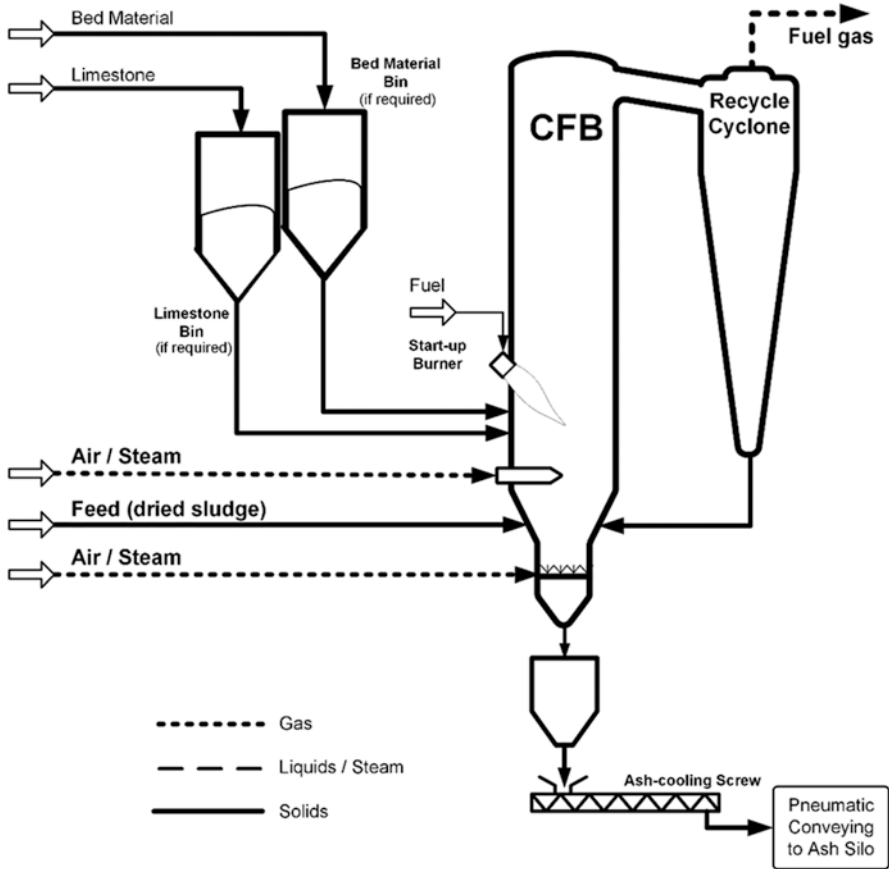 Bed Material
Fuel gas
Limestone
Bed Material
Bin
(if required)
CFB
Recycle
Cyclone
Fuel
Limestone
Bin
(if required)
Start-up
Burner
Air / Steam
Feed (dried sludge)
Air / Steam
Gas
Liquids / Steam
Solids
Ash-cooling Screw
Pneumatic
Conveying
to Ash Silo